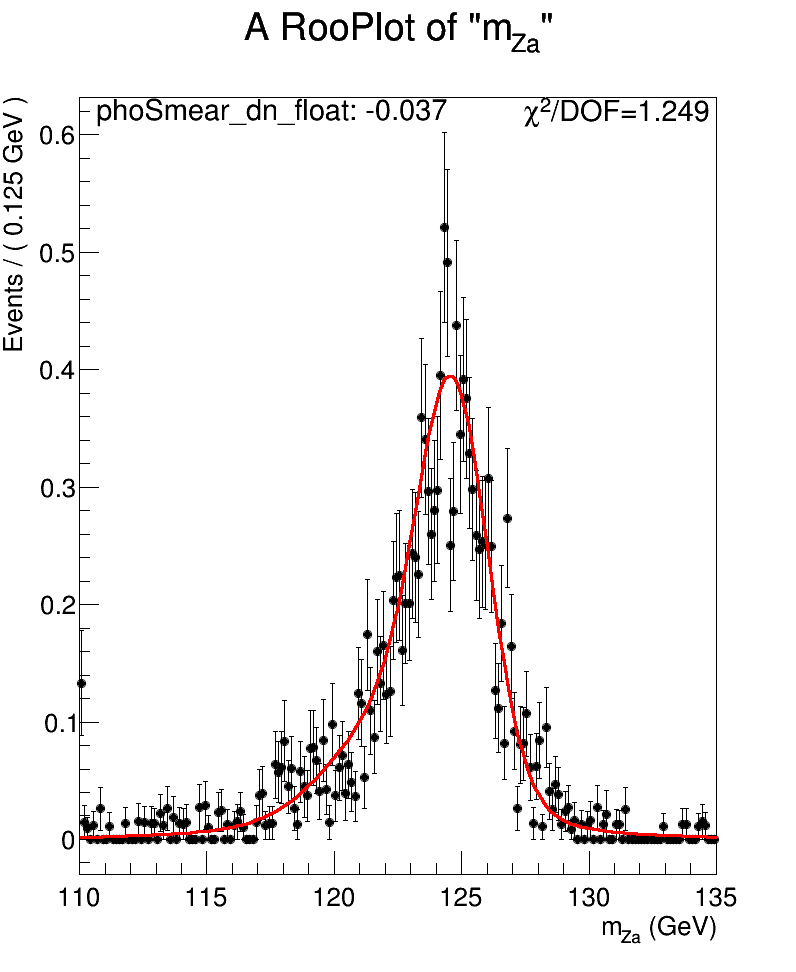 A RooPlot of "m_Za"
phoSmear_dn_float: -0.037
χ²/DOF=1.249
Events / ( 0.125 GeV )
0.6
0.5
0.4
0.3
0.2
0.1
0
110 115 120 125 130 135
m_Za (GeV)